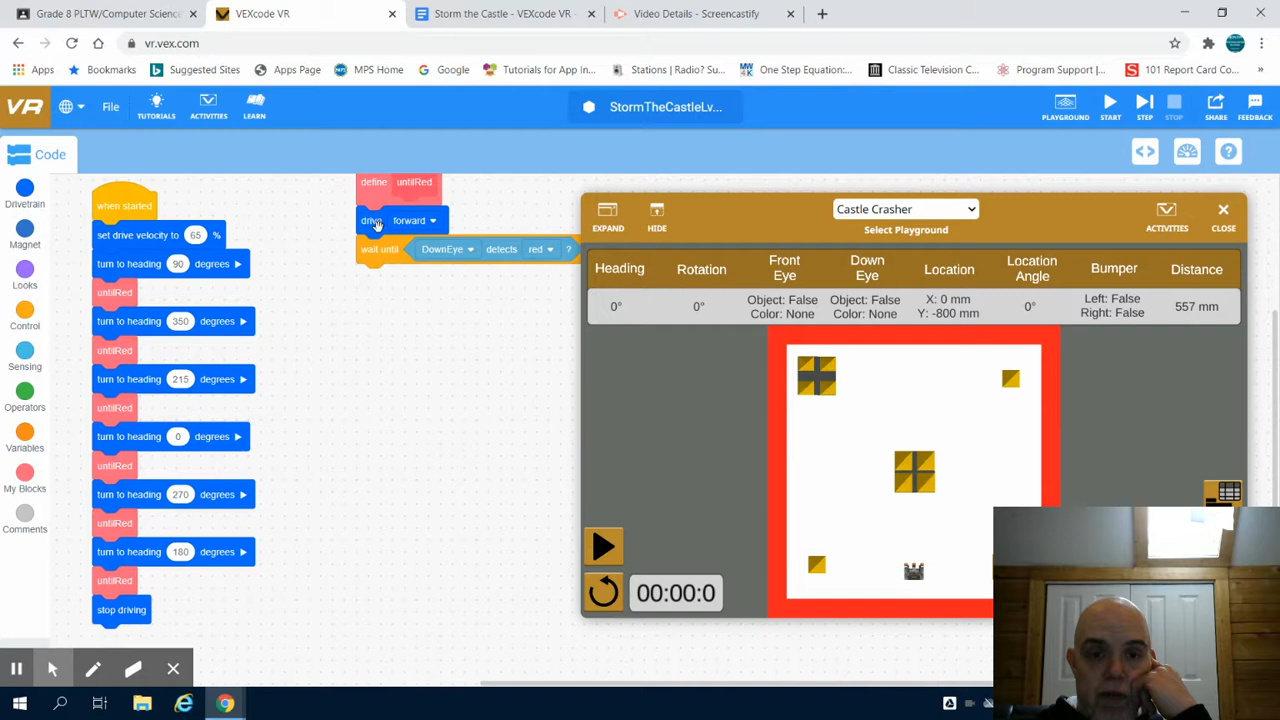 Grade 8 PLTW/Computer Science
VEXcode VR
Storm the Castle - VEXcode VR -
Video Details - Screencastify
vr.vex.com
Apps
Bookmarks
Suggested Sites
Apps Page
MPS Home
Google
Tutorials for App In...
Stations | Radio? Su...
One Step Equation:...
Classic Television C...
Program Support |...
101 Report Card Co...
VR
File
TUTORIALS
ACTIVITIES
LEARN
StormTheCastleLv...
PLAYGROUND
START
STEP
STOP
SHARE
FEEDBACK
Code
Drivetrain
Magnet
Looks
Control
Sensing
Operators
Variables
My Blocks
Comments
when started
set drive velocity to 65 %
turn to heading 90 degrees
untilRed
turn to heading 350 degrees
untilRed
turn to heading 215 degrees
untilRed
turn to heading 0 degrees
untilRed
turn to heading 270 degrees
untilRed
turn to heading 180 degrees
untilRed
stop driving
define untilRed
drive forward
wait until DownEye detects red ?
EXPAND
HIDE
Castle Crasher
Select Playground
ACTIVITIES
CLOSE
Heading
Rotation
Front Eye
Down Eye
Location
Location Angle
Bumper
Distance
0°
0°
Object: False
Color: None
Object: False
Color: None
X: 0 mm
Y: -800 mm
0°
Left: False
Right: False
557 mm
00:00:0